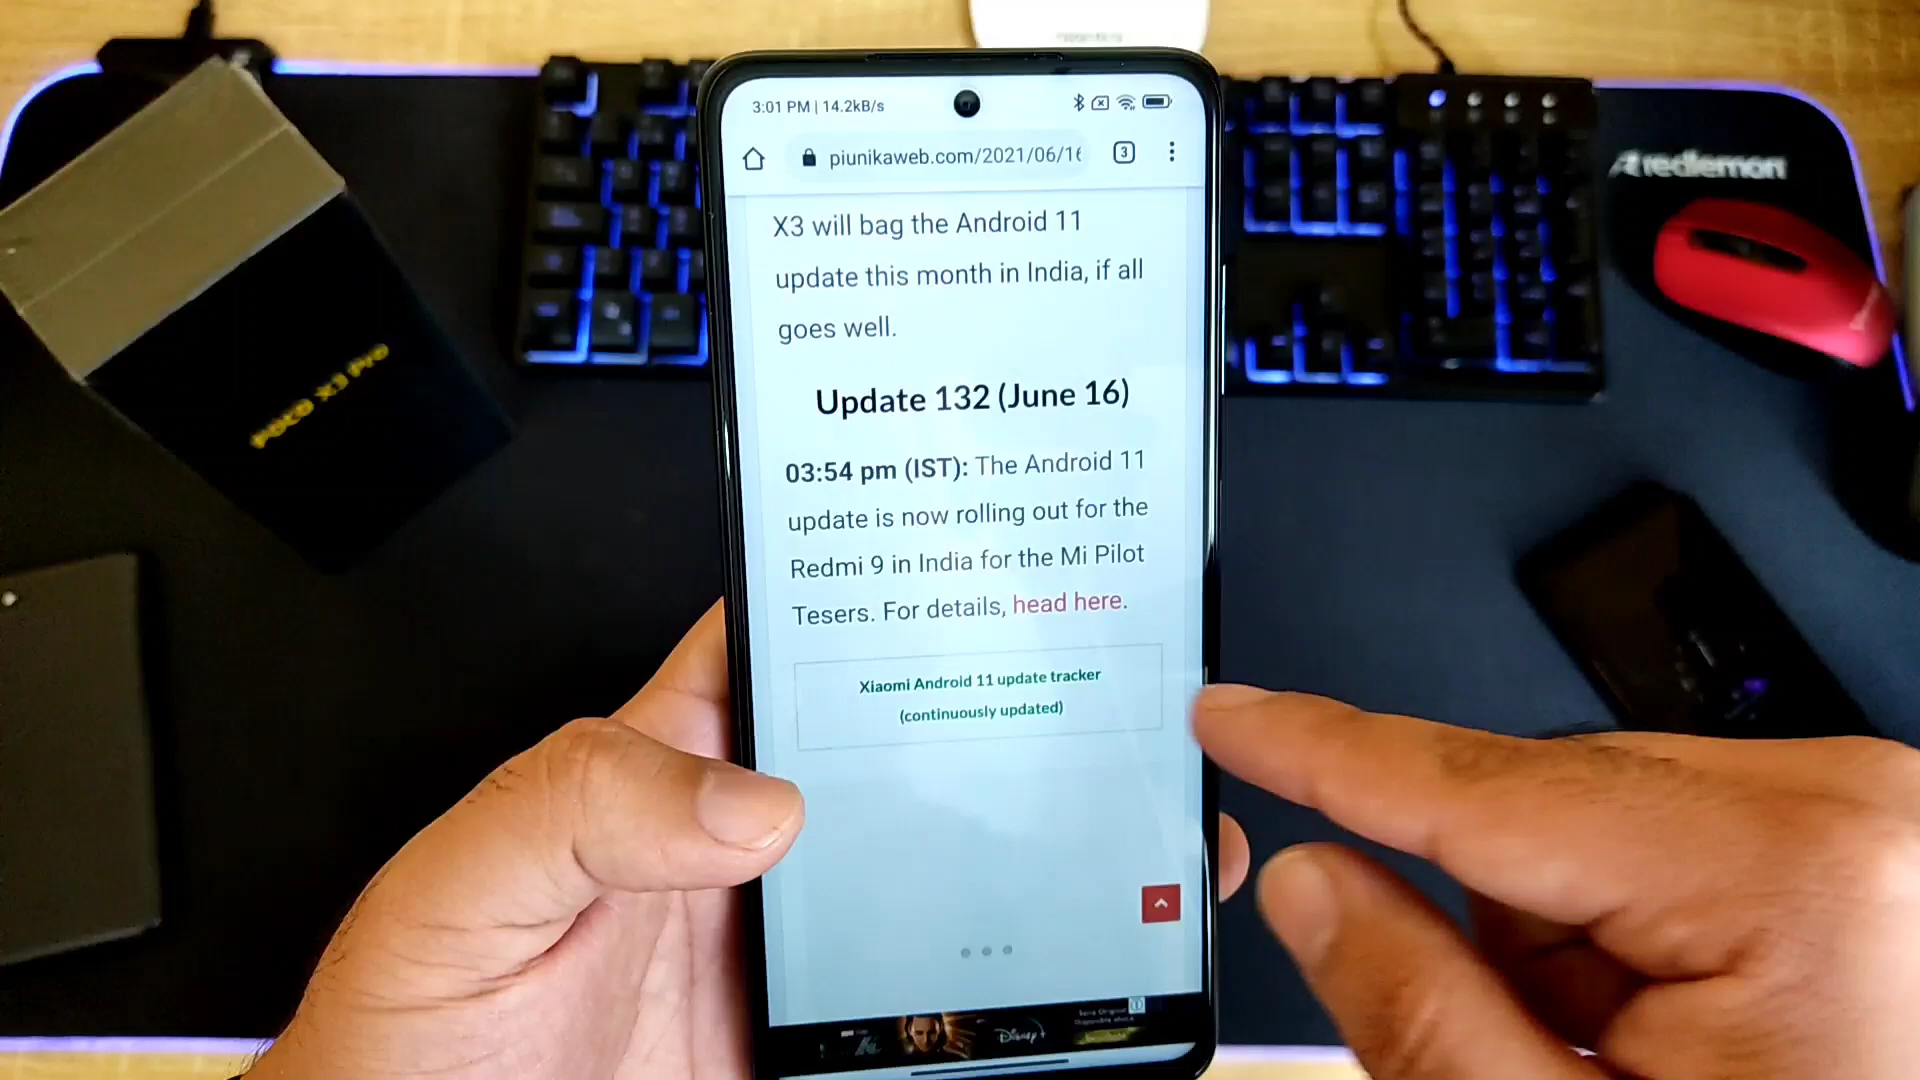 3:01 PM | 14.2kB/s
piunikaweb.com/2021/06/16
3
X3 will bag the Android 11
update this month in India, if all
goes well.
Update 132 (June 16)
03:54 pm (IST): The Android 11
update is now rolling out for the
Redmi 9 in India for the Mi Pilot
Tesers. For details, head here.
Xiaomi Android 11 update tracker
(continuously updated)
Disney+
POCO X3 Pro
redlemon